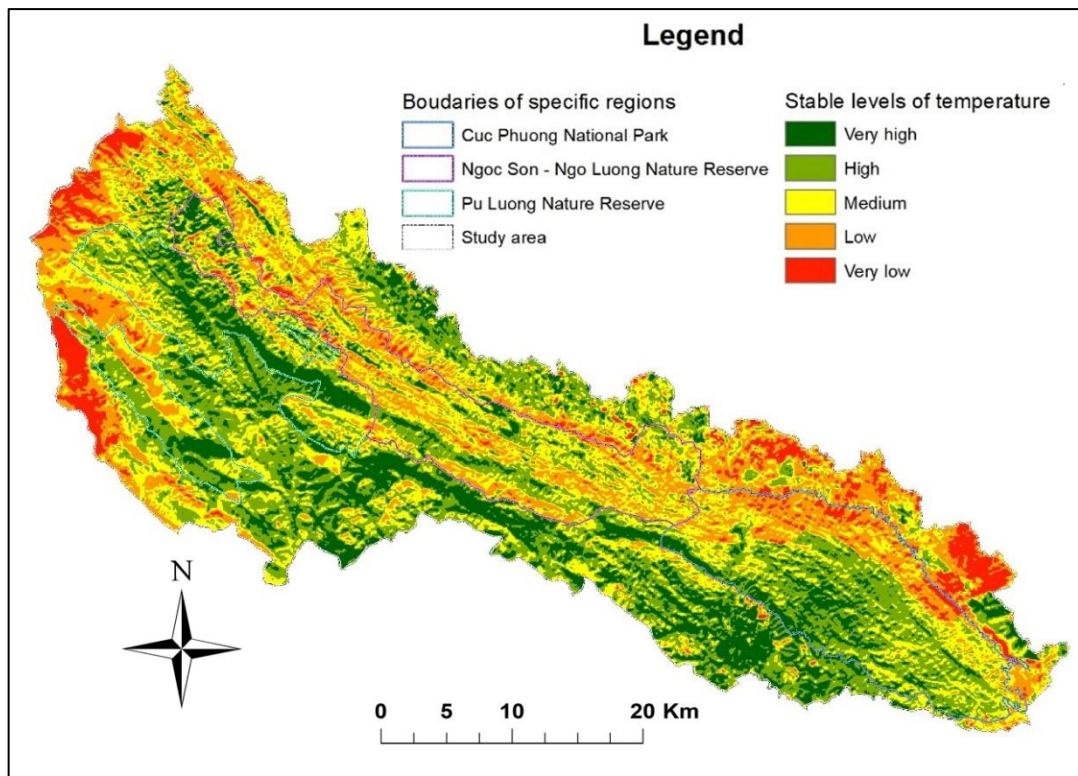 Legend
Boudaries of specific regions
Cuc Phuong National Park
Ngoc Son - Ngo Luong Nature Reserve
Pu Luong Nature Reserve
Study area
Stable levels of temperature
Very high
High
Medium
Low
Very low
N
0 5 10 20 Km